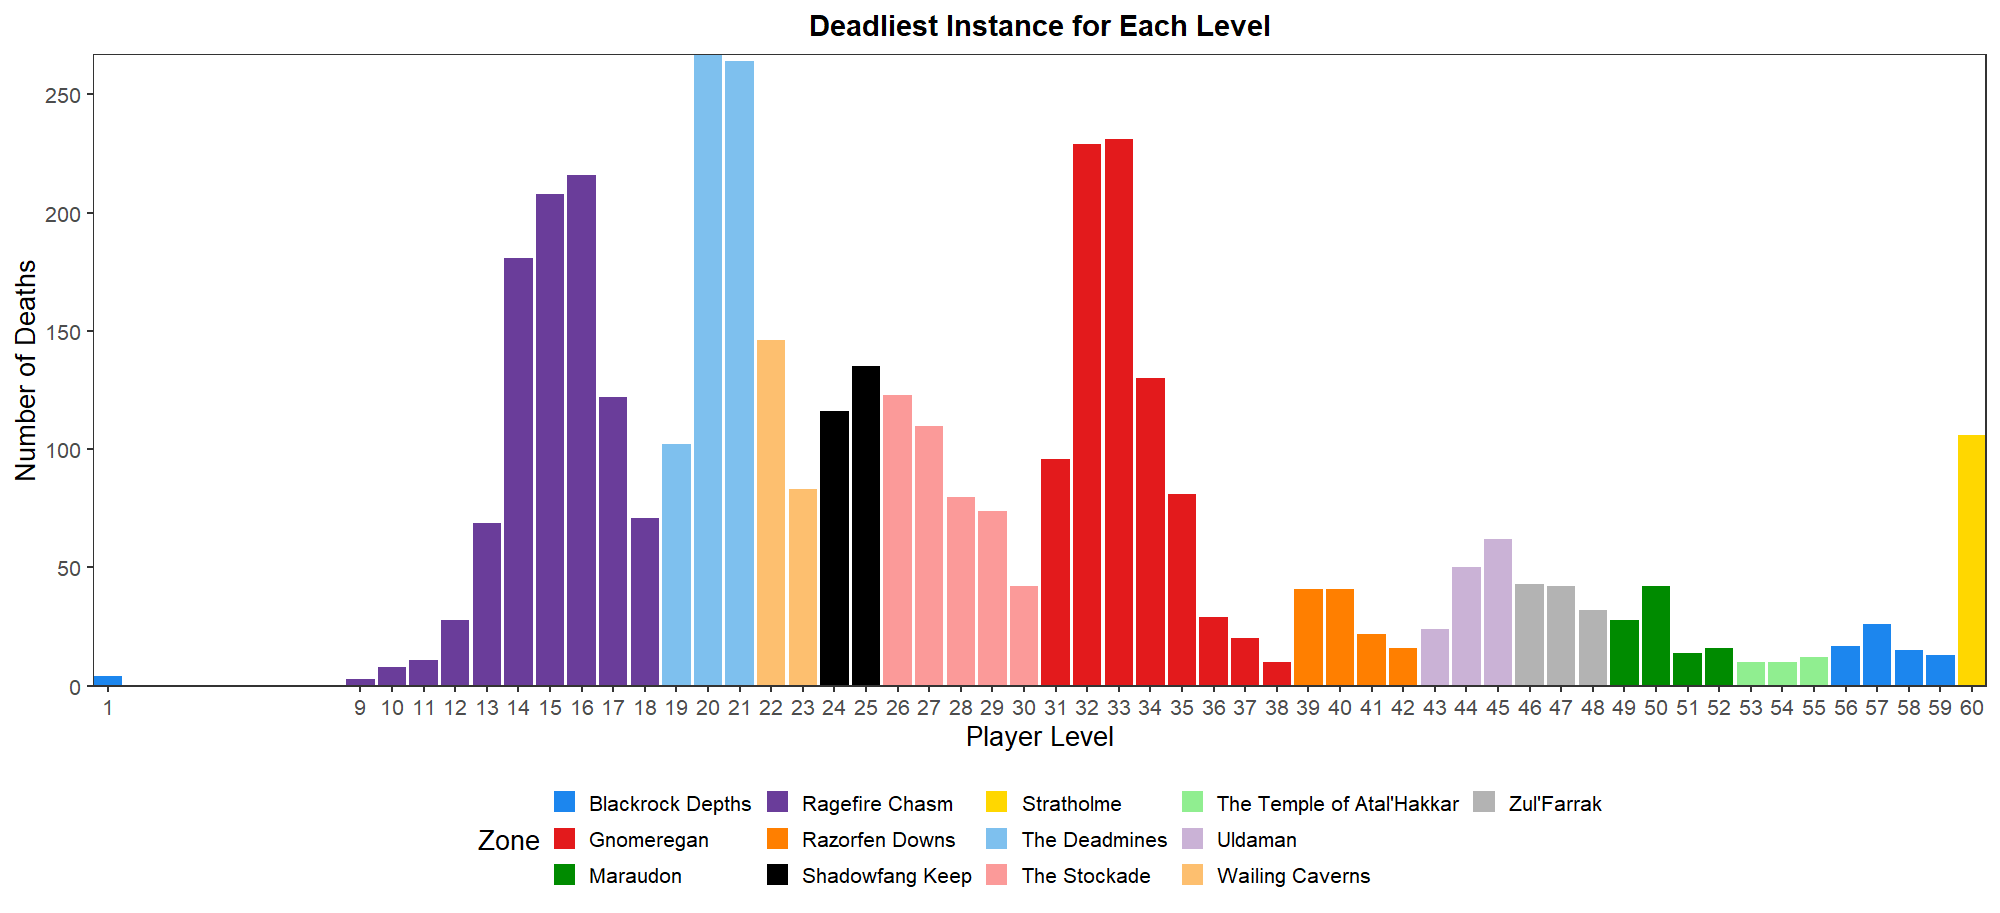 Deadliest Instance for Each Level
Number of Deaths
250
200
150
100
50
0
1 9 10 11 12 13 14 15 16 17 18 19 20 21 22 23 24 25 26 27 28 29 30 31 32 33 34 35 36 37 38 39 40 41 42 43 44 45 46 47 48 49 50 51 52 53 54 55 56 57 58 59 60
Player Level
Zone
Blackrock Depths Ragefire Chasm Stratholme The Temple of Atal'Hakkar Zul'Farrak
Gnomeregan Razorfen Downs The Deadmines Uldaman
Maraudon Shadowfang Keep The Stockade Wailing Caverns